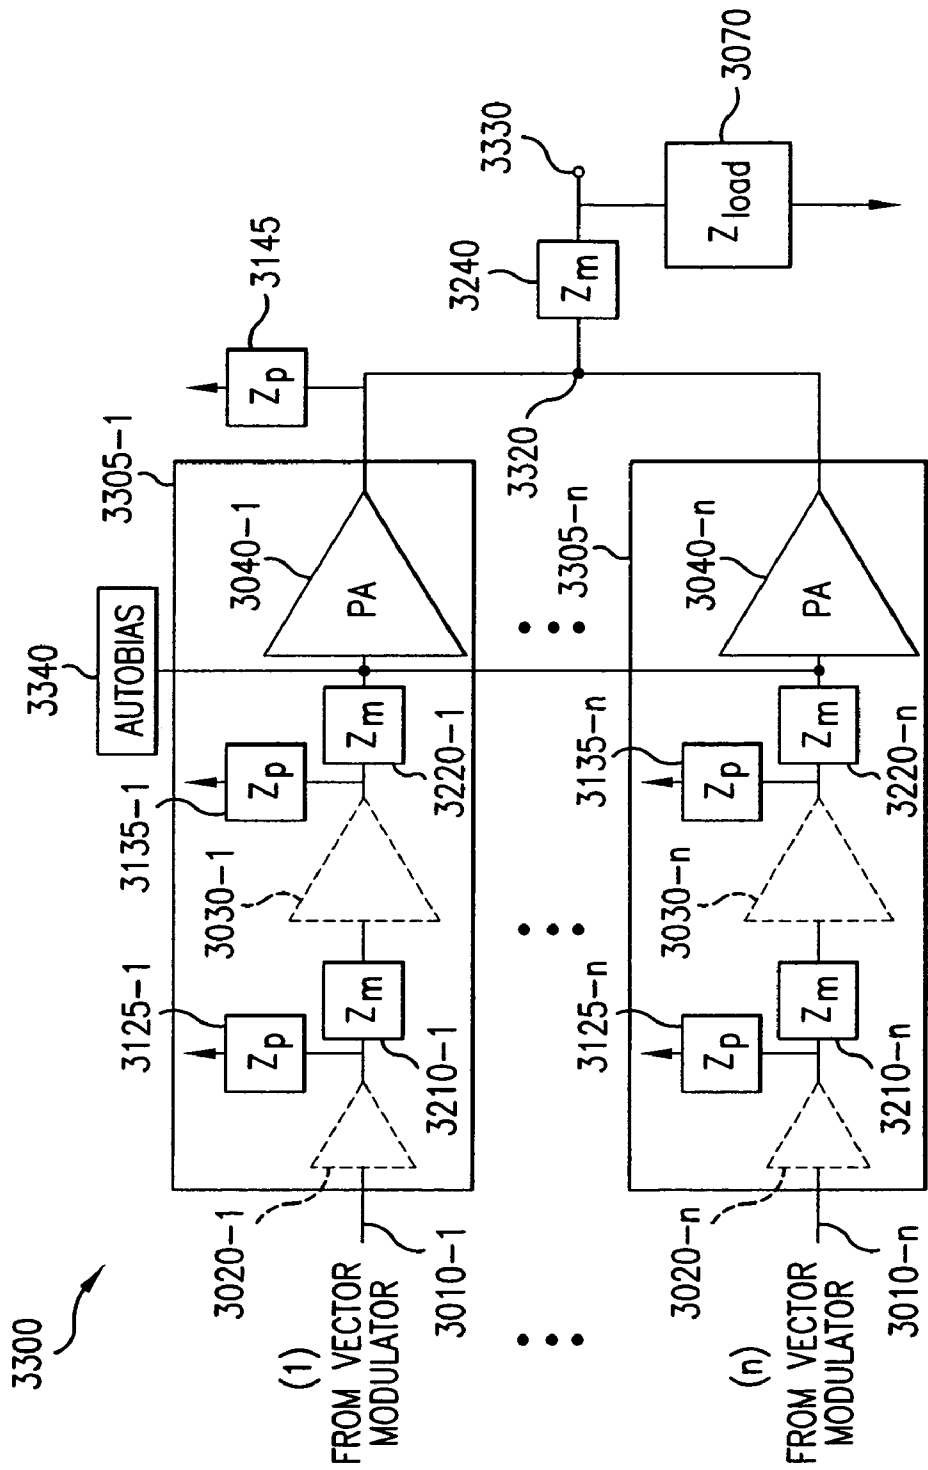 3300
(1)
FROM VECTOR
MODULATOR
3010-1
3020-1
3125-1
Zp
Zm
3210-1
3030-1
3135-1
Zp
Zm
3220-1
3340
AUTOBIAS
3040-1
PA
3305-1
Zp
3145
(n)
FROM VECTOR
MODULATOR
3010-n
3020-n
3125-n
Zp
Zm
3210-n
3030-n
3135-n
Zp
Zm
3220-n
3040-n
PA
3305-n
3320
3240
Zm
3330
Zload
3070